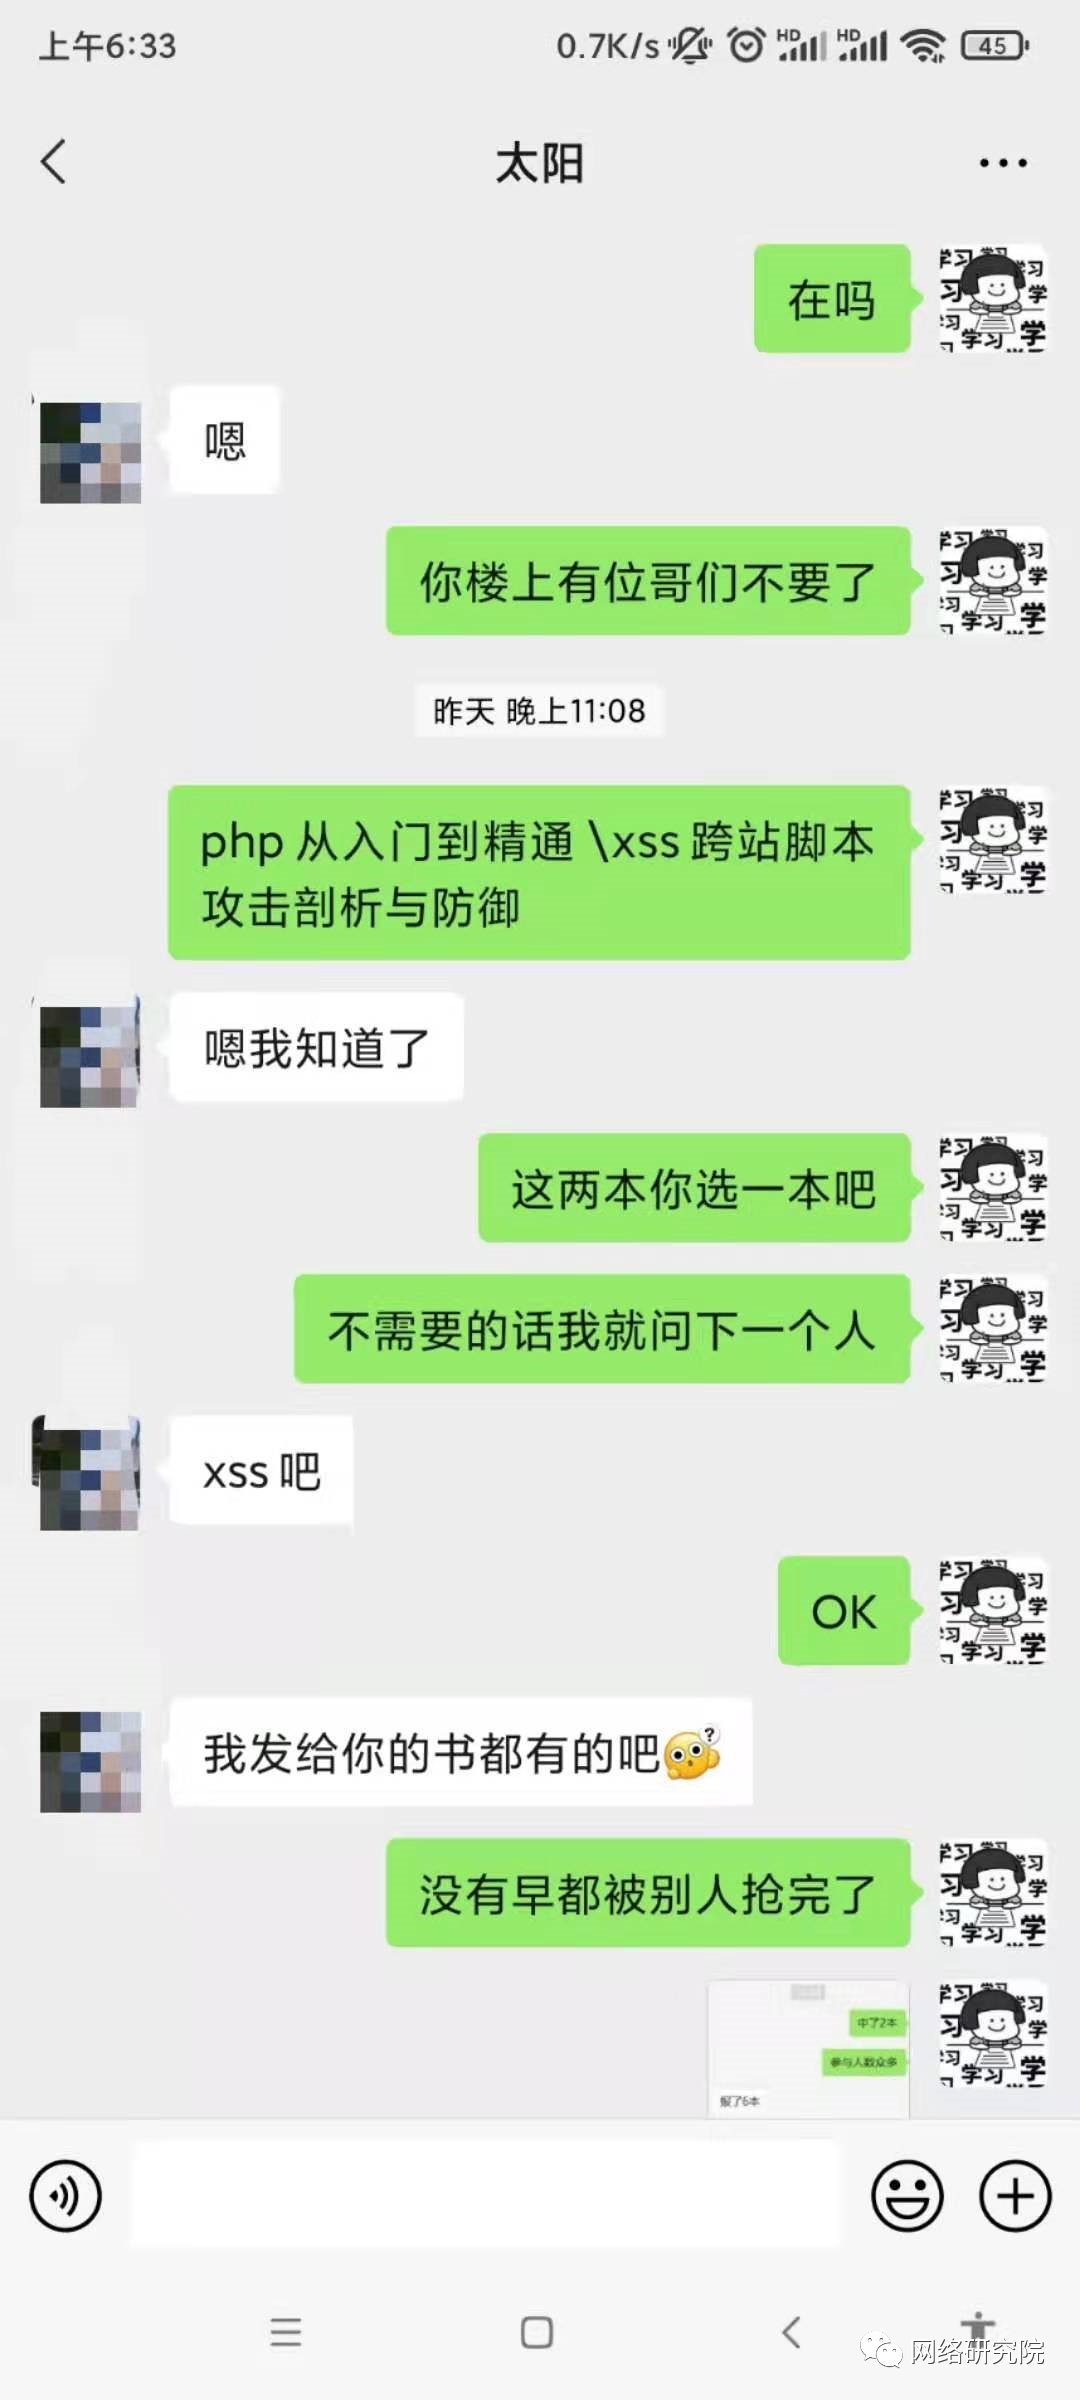 上午6:33
0.7K/s HD HD 45
太阳
在吗
嗯
你楼上有位哥们不要了
昨天 晚上11:08
php 从入门到精通 \xss 跨站脚本
攻击剖析与防御
嗯我知道了
这两本你选一本吧
不需要的话我就问下一个人
xss 吧
OK
我发给你的书都有的吧
没有早都被别人抢完了
中了2本
参与人数众多
报了6本
网络研究院